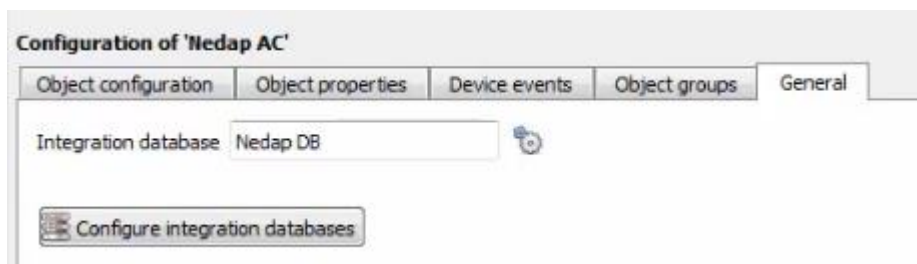 Configuration of 'Nedap AC'
Object configuration Object properties Device events Object groups General
Integration database Nedap DB
Configure integration databases